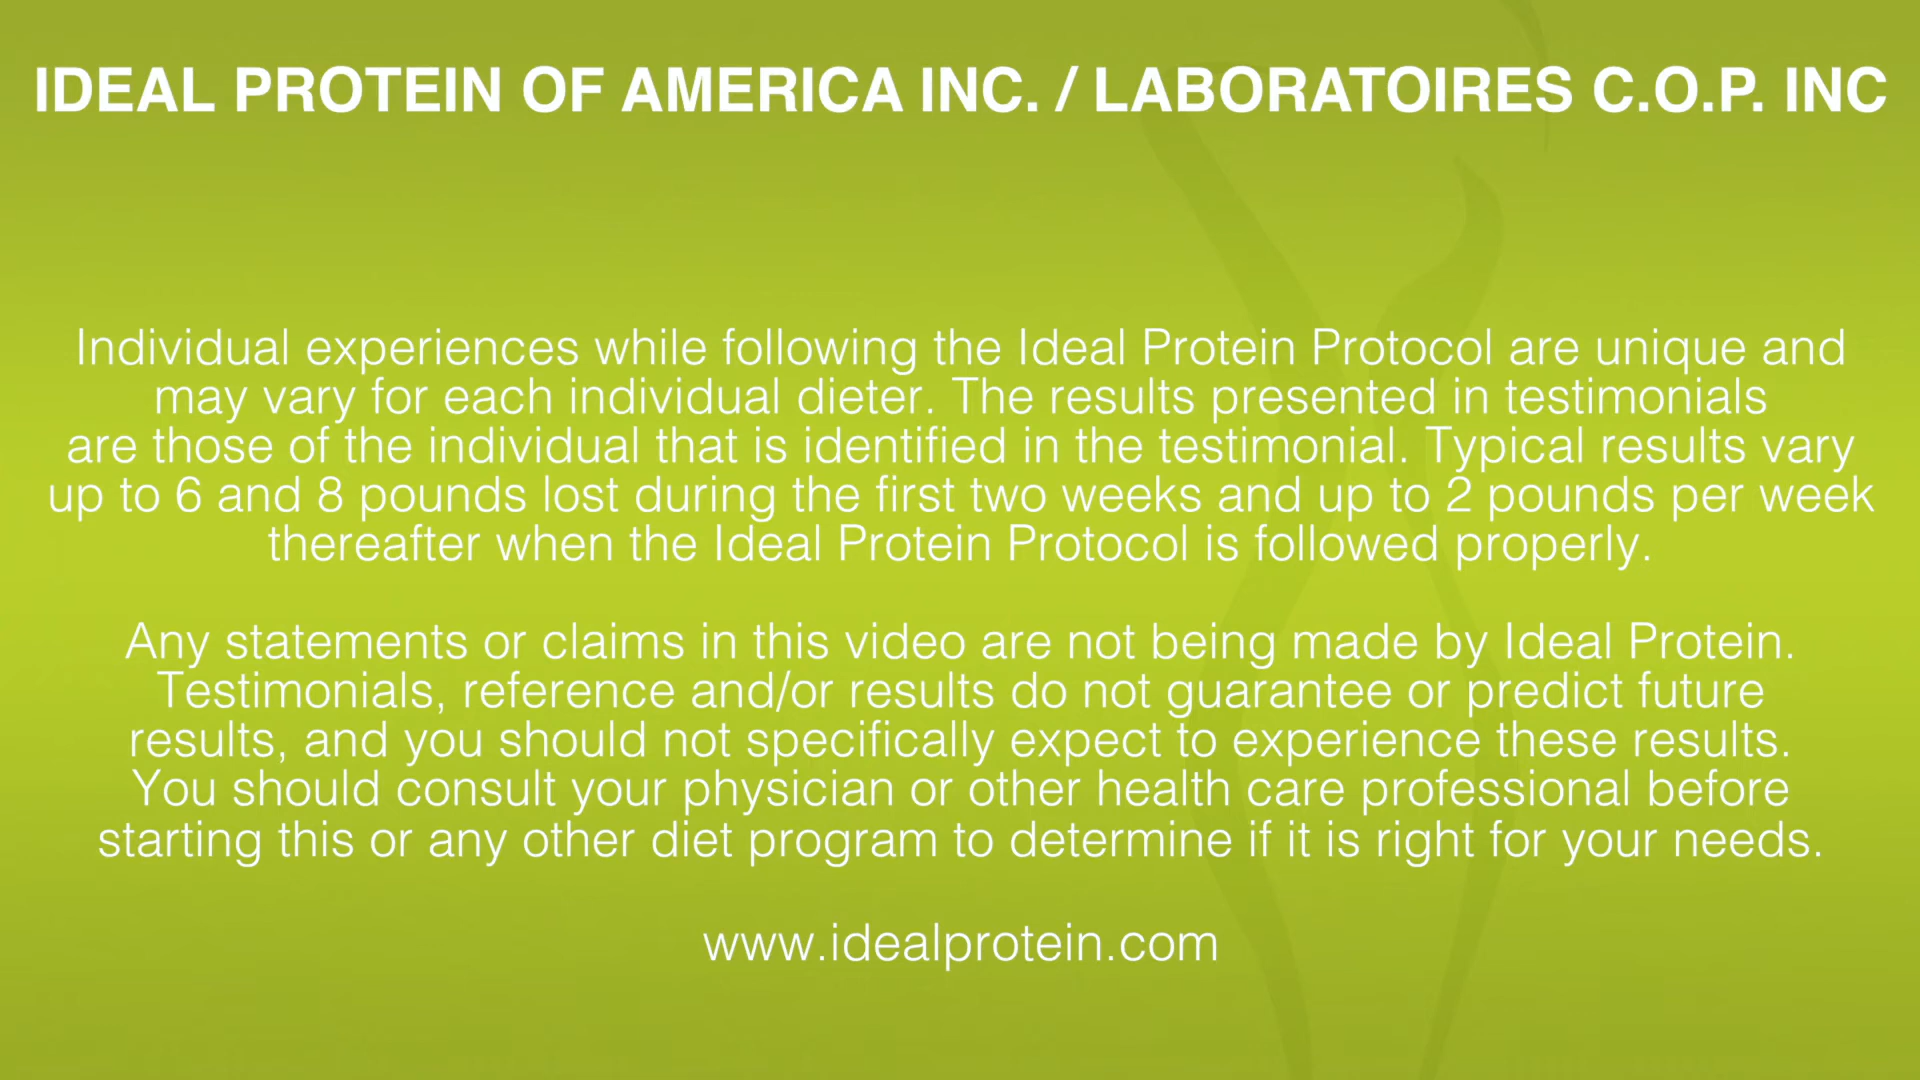 IDEAL PROTEIN OF AMERICA INC. / LABORATOIRES C.O.P. INC
Individual experiences while following the Ideal Protein Protocol are unique and
may vary for each individual dieter. The results presented in testimonials
are those of the individual that is identified in the testimonial. Typical results vary
up to 6 and 8 pounds lost during the first two weeks and up to 2 pounds per week
thereafter when the Ideal Protein Protocol is followed properly.
Any statements or claims in this video are not being made by Ideal Protein.
Testimonials, reference and/or results do not guarantee or predict future
results, and you should not specifically expect to experience these results.
You should consult your physician or other health care professional before
starting this or any other diet program to determine if it is right for your needs.
www.idealprotein.com